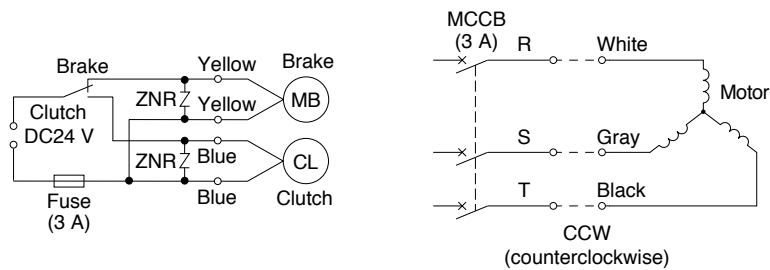 Brake
Clutch
DC24 V
Fuse
(3 A)
ZNR
ZNR
Yellow
Yellow
Blue
Blue
Brake
MB
CL
Clutch
MCCB
(3 A)
R
White
Motor
S
Gray
T
Black
CCW
(counterclockwise)